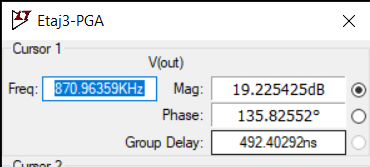 Etaj3-PGA
Cursor 1
V(out)
Freq: 870.96359KHz Mag: 19.225425dB
Phase: 135.82552°
Group Delay: 492.40292ns
Cursor 2